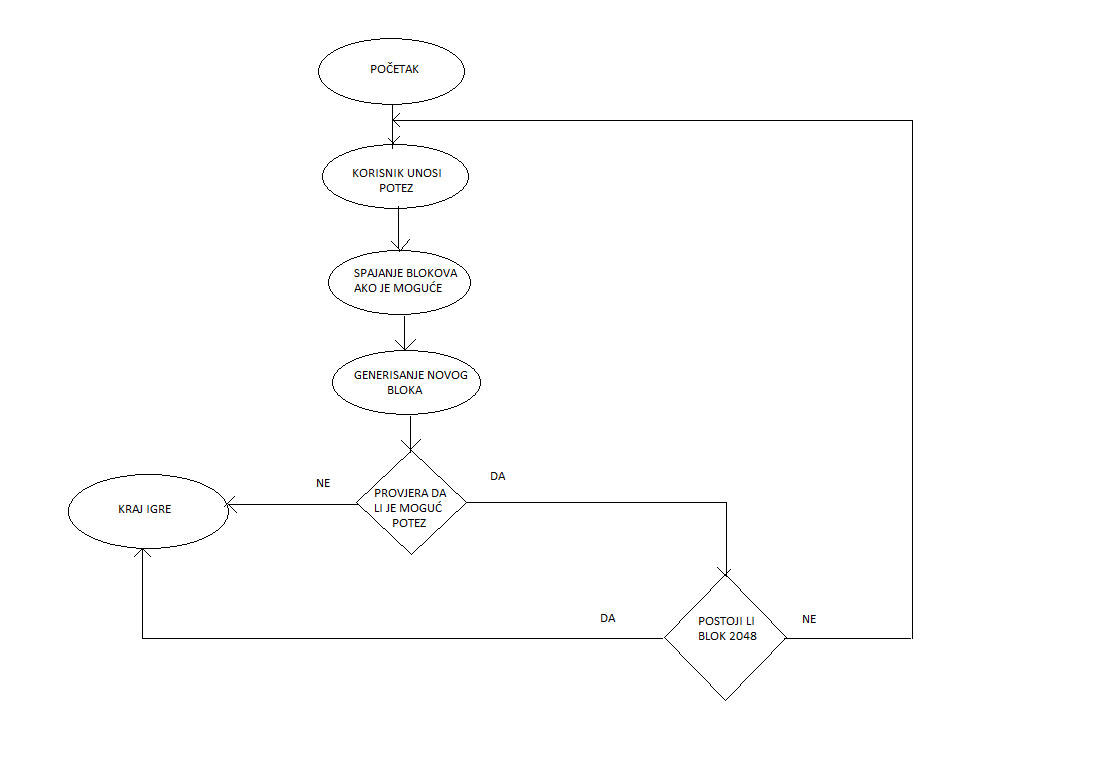 POČETAK
KORISNIK UNOSI
POTEZ
SPAJANJE BLOKOVA
AKO JE MOGUĆE
GENERISANJE NOVOG
BLOKA
NE
DA
PROVJERA DA
LI JE MOGUĆ
POTEZ
KRAJ IGRE
DA
NE
POSTOJI LI
BLOK 2048